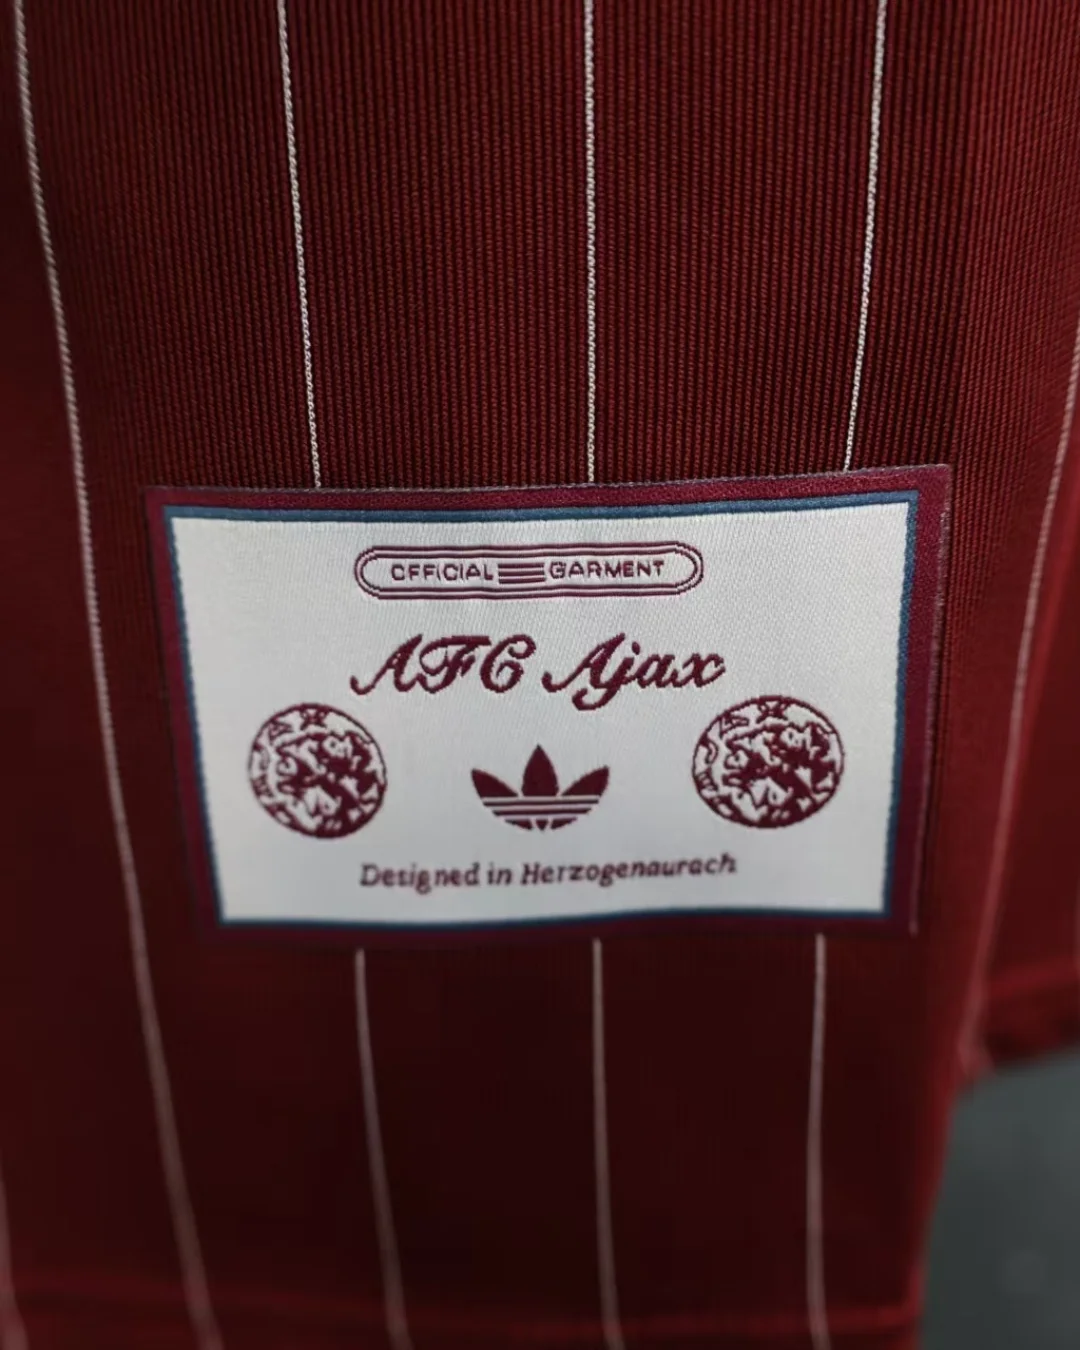 OFFICIAL GARMENT
AFC Ajax
Designed in Herzogenaurach